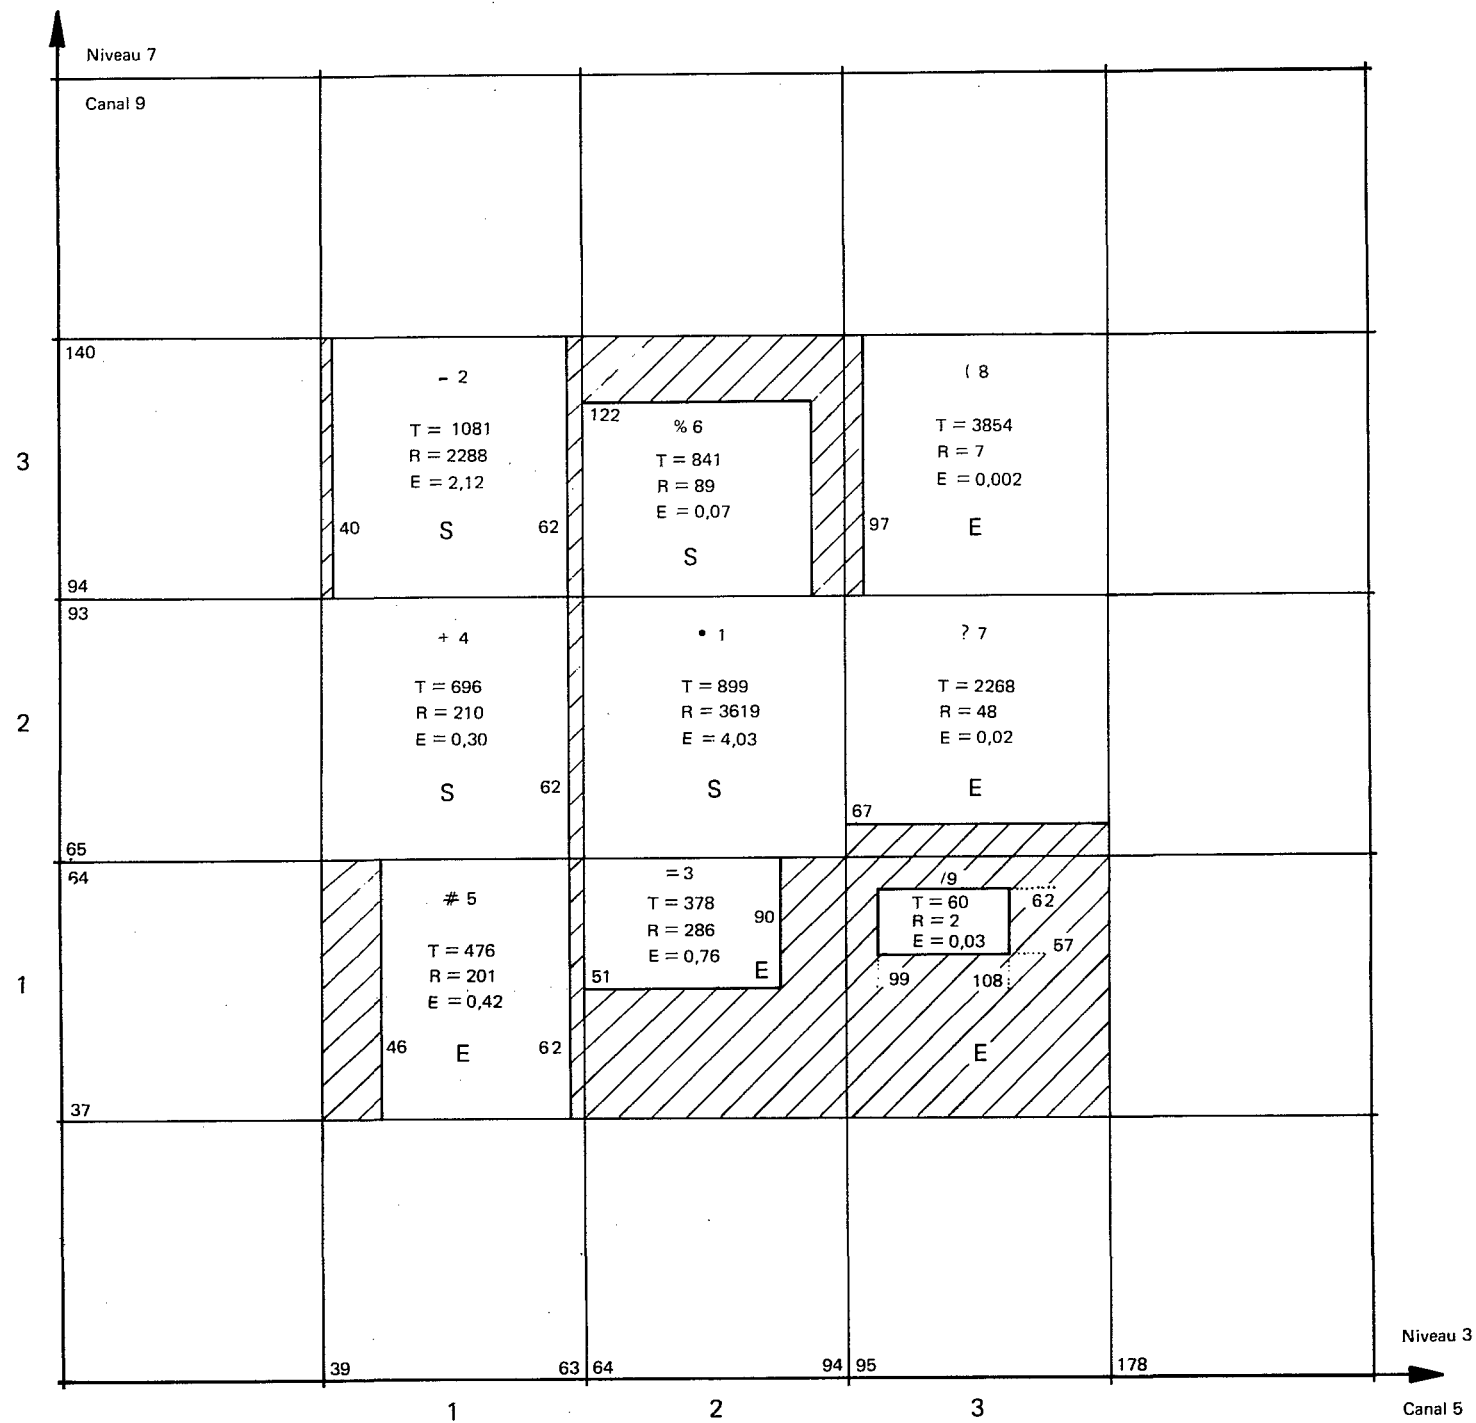 Niveau 7
Canal 9
140
- 2
T = 1081
R = 2288
E = 2,12
S
40
62
122
% 6
T = 841
R = 89
E = 0,07
S
( 8
T = 3854
R = 7
E = 0,002
E
97
3
94
93
+ 4
T = 696
R = 210
E = 0,30
S
62
• 1
T = 899
R = 3619
E = 4,03
S
? 7
T = 2268
R = 48
E = 0,02
E
67
2
65
64
# 5
T = 476
R = 201
E = 0,42
E
46
62
= 3
T = 378
R = 286
E = 0,76
E
90
51
/9
T = 60
R = 2
E = 0,03
62
57
99
108
E
1
37
39
63
64
94
95
178
Niveau 3
Canal 5
1
2
3